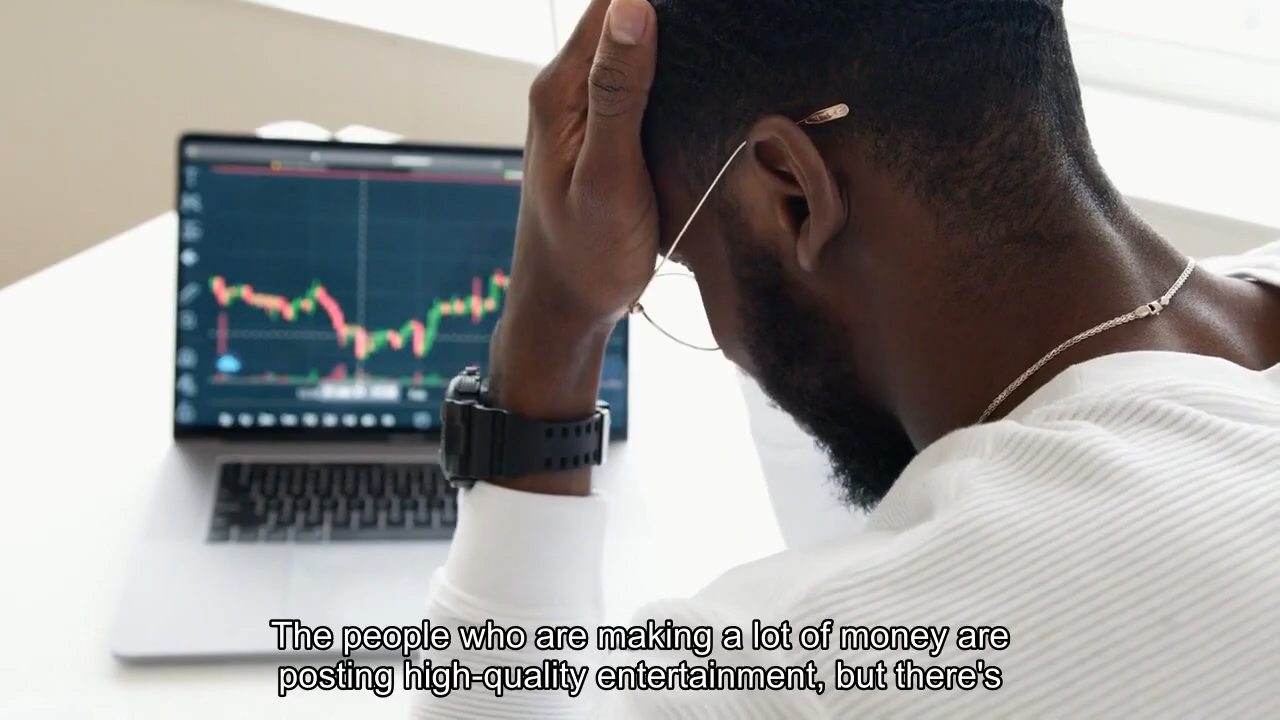 The people who are making a lot of money are
posting high-quality entertainment, but there's